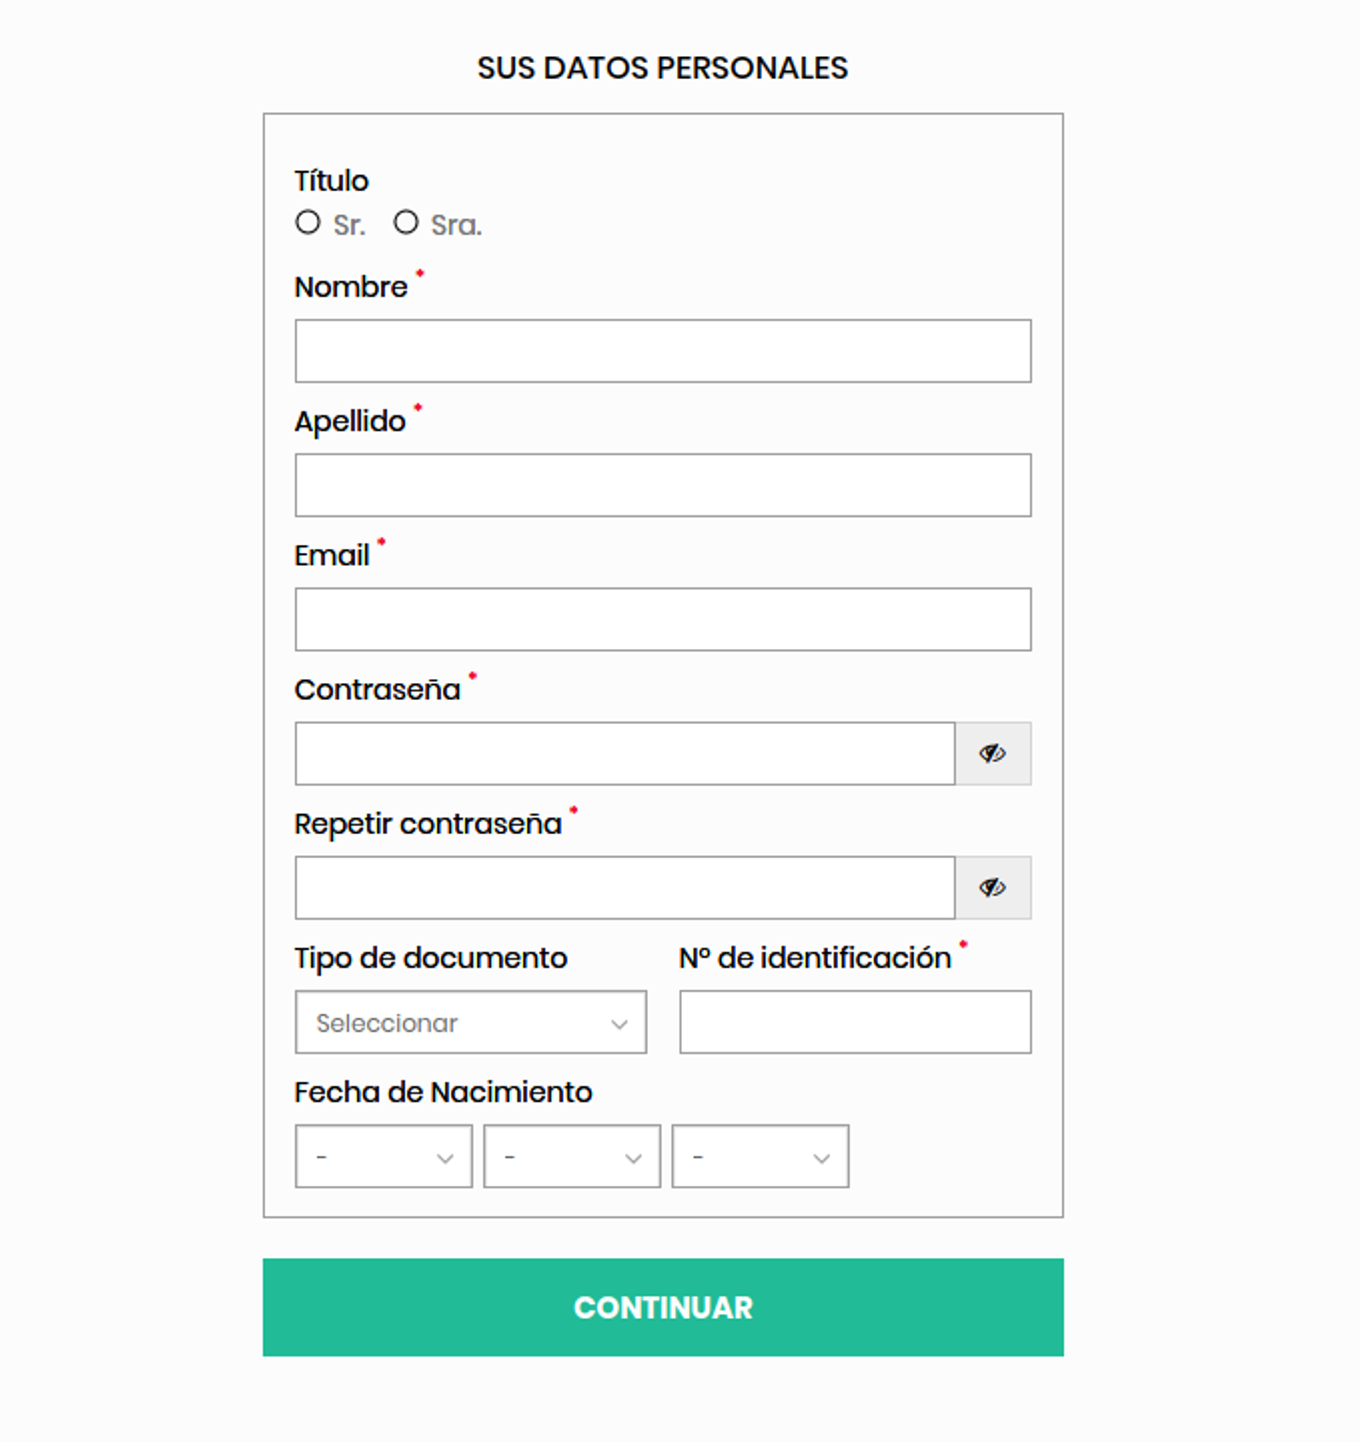 SUS DATOS PERSONALES
Título
Sr. Sra.
Nombre *
Apellido *
Email *
Contraseña *
Repetir contraseña *
Tipo de documento Nº de identificación *
Seleccionar
Fecha de Nacimiento
- - -
CONTINUAR